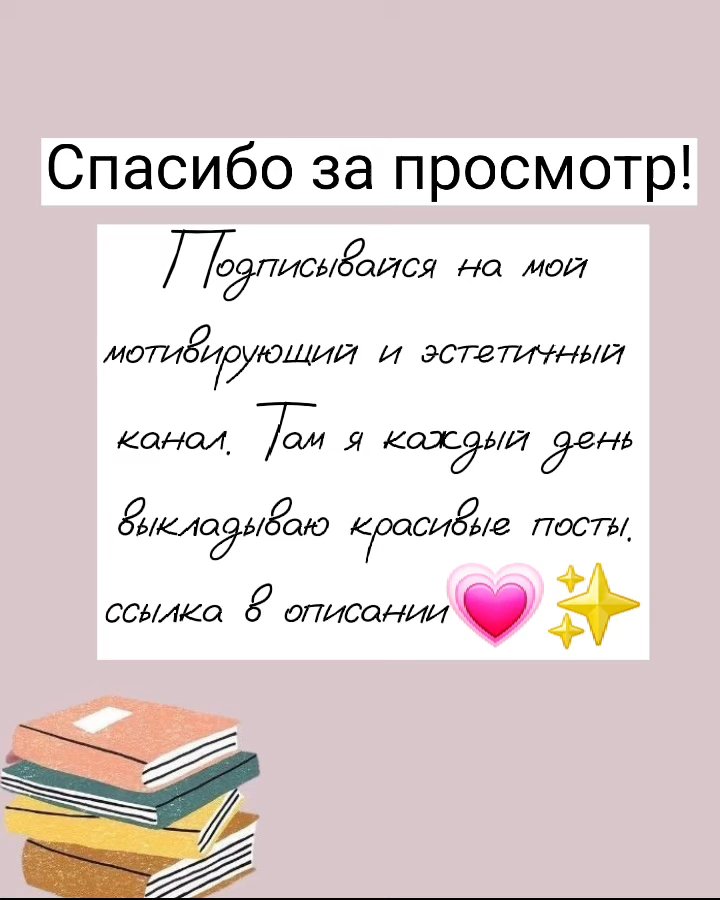 Спасибо за просмотр!
Подписывайся на мой
мотивирующий и эстетичный
канал. Там я каждый день
выкладываю красивые посты.
ссылка в описании💗✨